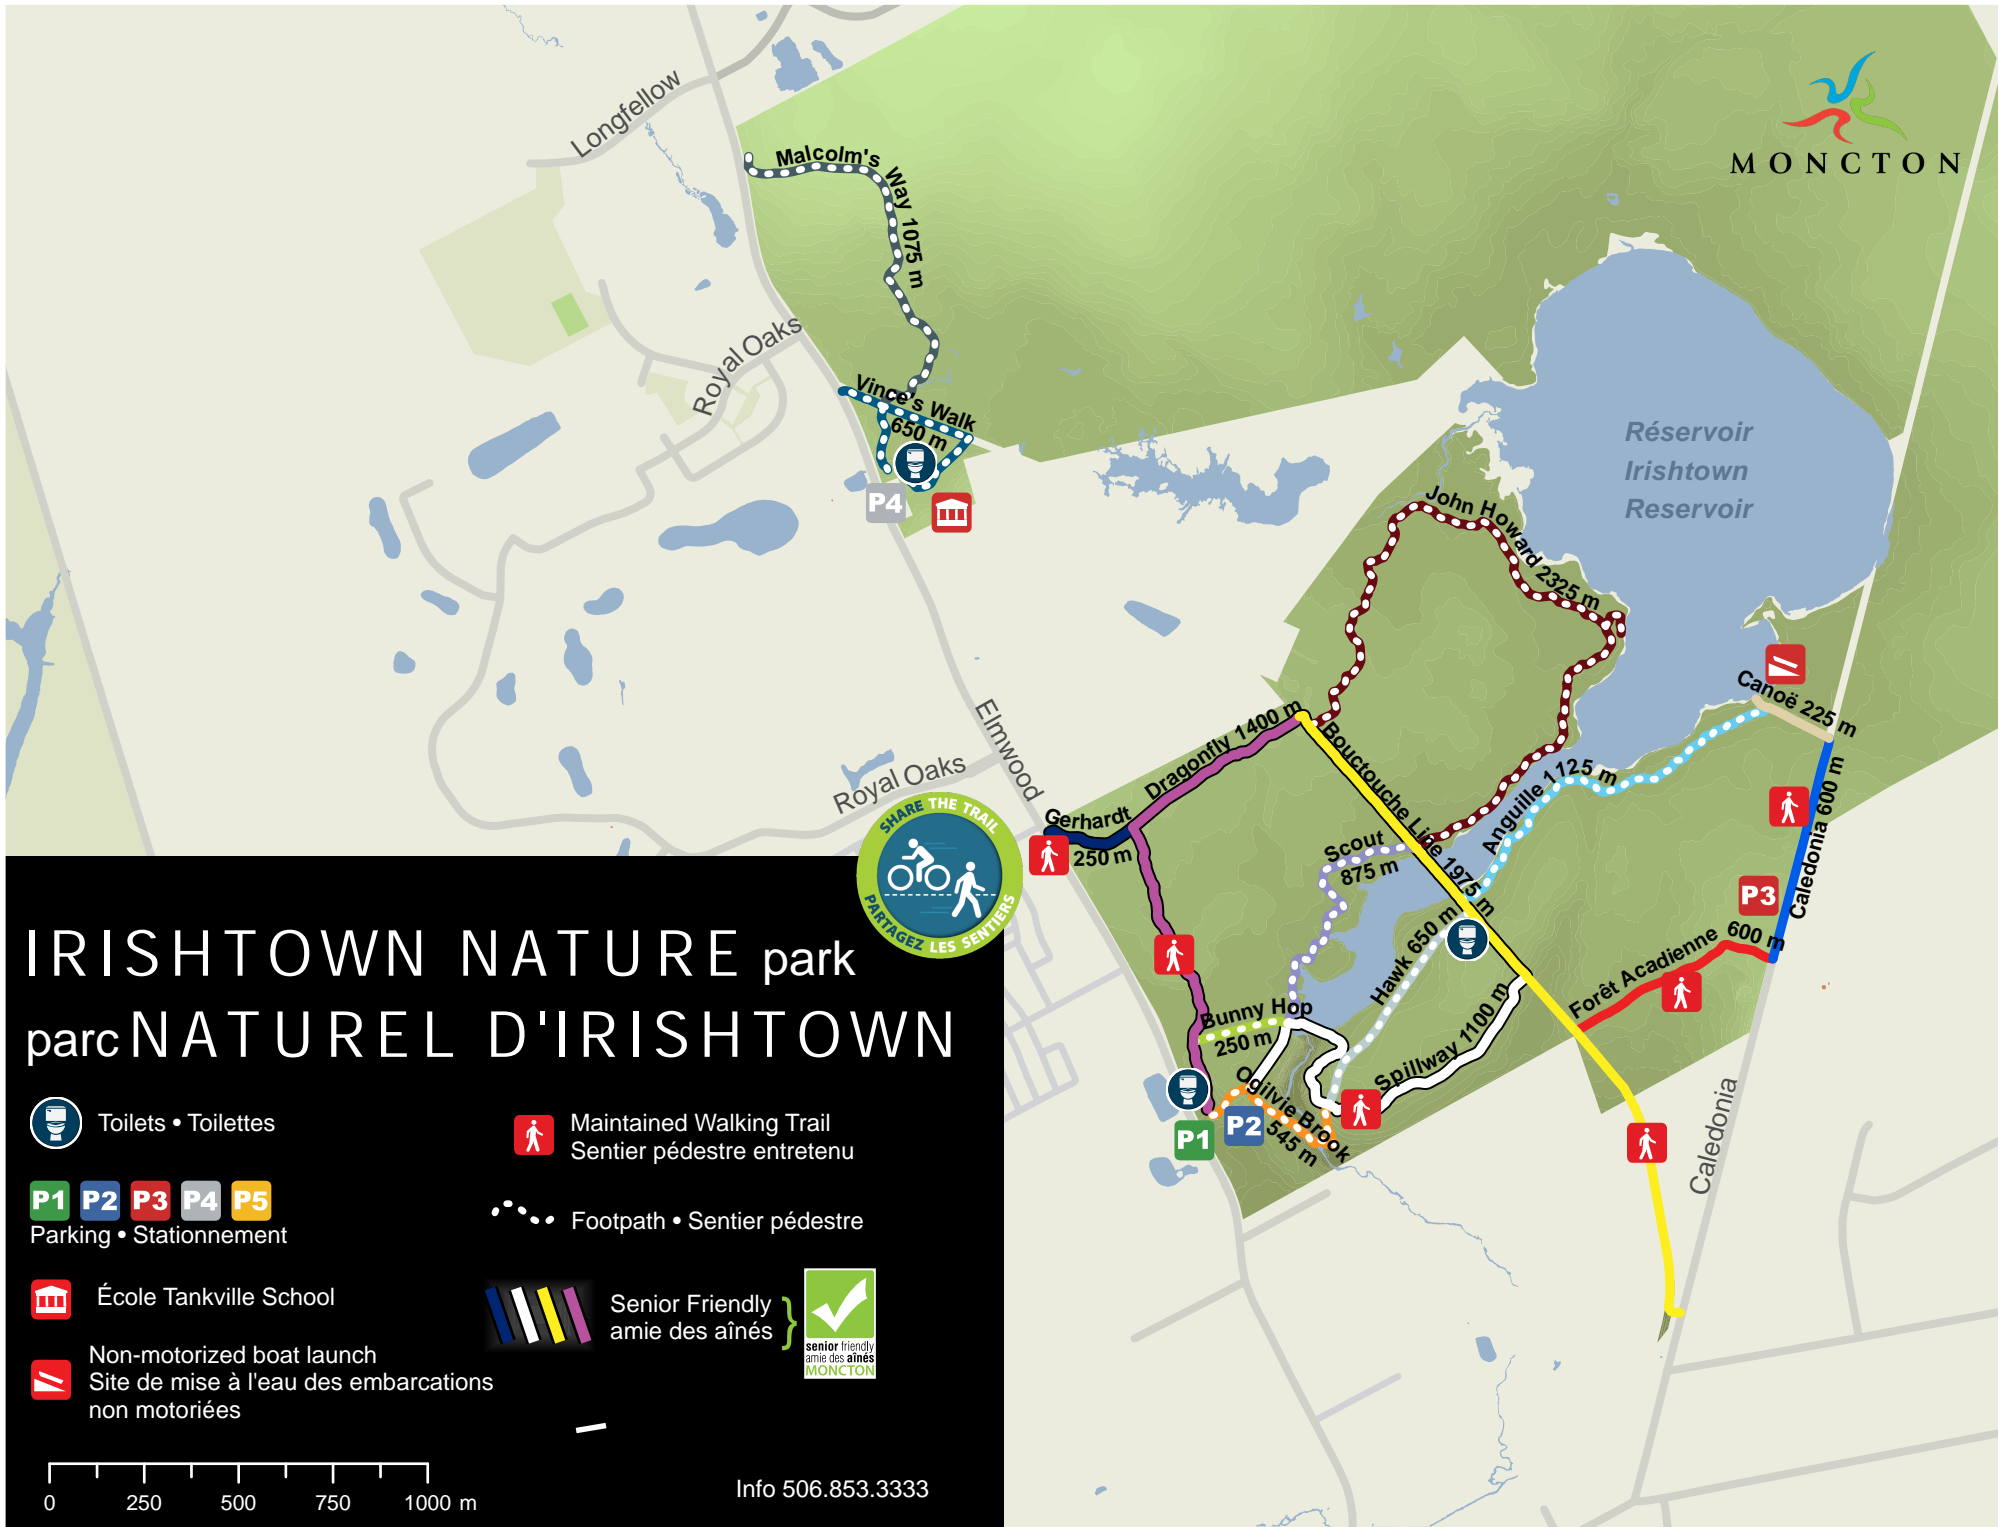 MONCTON
Longfellow
Malcolm's Way 1075 m
Royal Oaks
Vince's Walk
650 m
P4
Réservoir
Irishtown
Reservoir
John Howard 2325 m
Elmwood
Canoë 225 m
Dragonfly 1400 m
Bouctouche Line 1975 m
Anguille 1125 m
Royal Oaks
Gerhardt
250 m
Scout
875 m
Caledonia 600 m
P3
Hawk 650 m
Forêt Acadienne 600 m
Bunny Hop
250 m
Spillway 1100 m
Ogilvie Brook
545 m
P1
P2
Caledonia
SHARE THE TRAIL
PARTAGEZ LES SENTIERS
IRISHTOWN NATURE park
parc NATUREL D'IRISHTOWN
Toilets • Toilettes
Maintained Walking Trail
Sentier pédestre entretenu
P1 P2 P3 P4 P5
Parking • Stationnement
Footpath • Sentier pédestre
École Tankville School
Senior Friendly
amie des aînés
}
senior friendly
amie des aînés
MONCTON
Non-motorized boat launch
Site de mise à l'eau des embarcations
non motoriées
0 250 500 750 1000 m
Info 506.853.3333